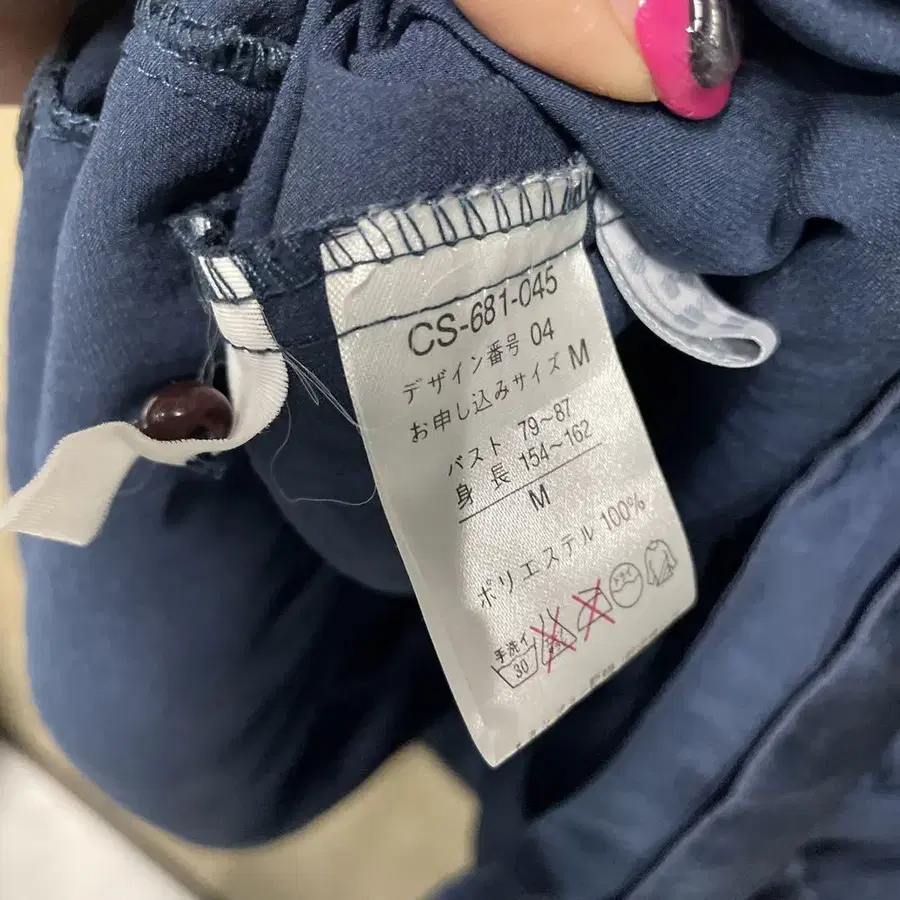 CS-681-045
デザイン番号 04
お申し込みサイズ M
バスト 79~87
身 長 154~162
M
ポリエステル 100%
手洗イ
30